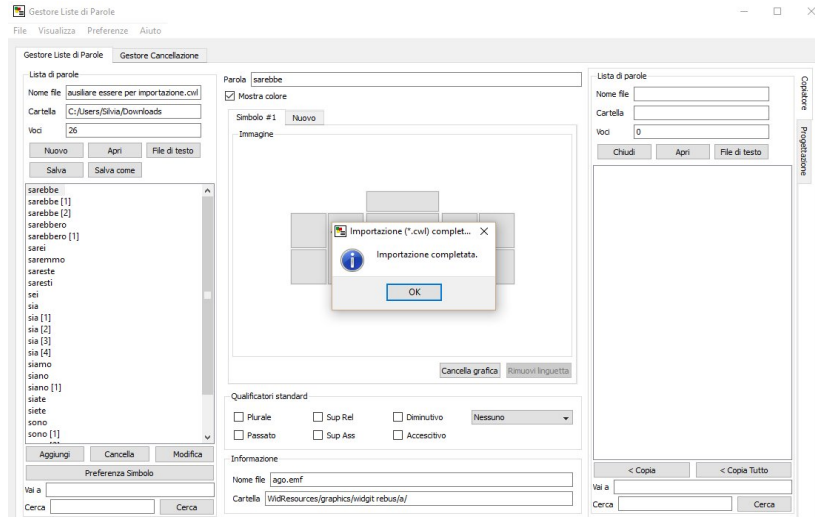 Gestore Liste di Parole
File Visualizza Preferenze Aiuto
Gestore Liste di Parole Gestore Cancellazione
Lista di parole
Nome file ausiliare essere per importazione.cwl
Cartella C:/Users/Silvia/Downloads
Voci 26
Nuovo Apri File di testo
Salva Salva come
sarebbe
sarebbe [1]
sarebbe [2]
sarebbero
sarebbero [1]
sarei
saremmo
sareste
saresti
sei
sia
sia [1]
sia [2]
sia [3]
sia [4]
siamo
siano
siano [1]
siate
siete
sono
sono [1]
Aggiungi Cancella Modifica
Preferenza Simbolo
Vai a
Cerca Cerca
Parola sarebbe
Mostra colore
Simbolo #1 Nuovo
Immagine
Importazione (*.cwl) complet...
Importazione completata.
OK
Cancella grafica Rimuovi linguetta
Qualificatori standard
Plurale Sup Rel Diminutivo Nessuno
Passato Sup Ass Accescitivo
Informazione
Nome file ago.emf
Cartella WidResources/graphics/widgit rebus/a/
Lista di parole
Nome file
Cartella
Voci 0
Chiudi Apri File di testo
< Copia < Copia Tutto
Vai a
Cerca Cerca
Copiatore
Progettazione